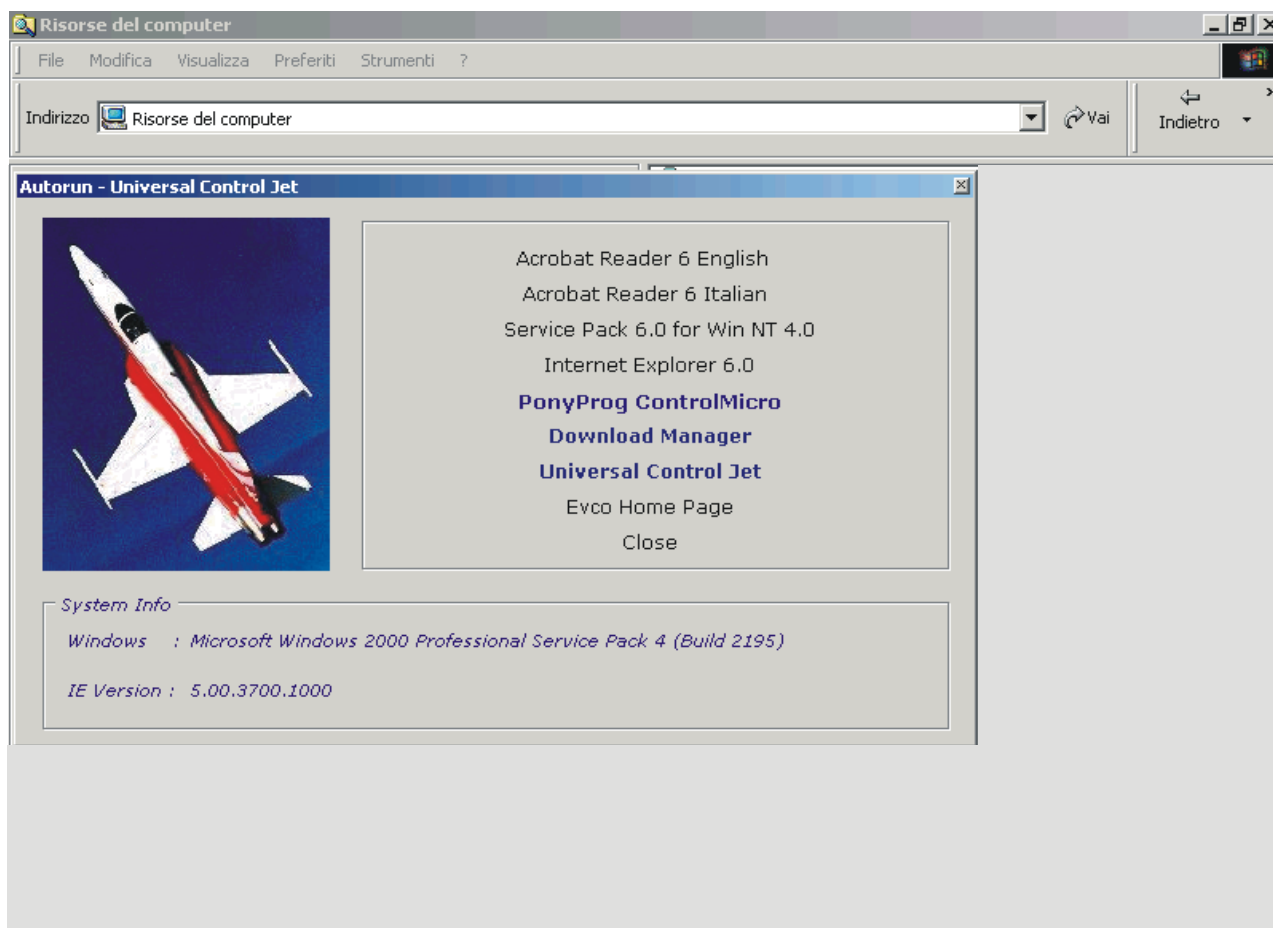 Risorse del computer
File Modifica Visualizza Preferiti Strumenti ?
Indirizzo Risorse del computer Vai Indietro
Autorun - Universal Control Jet
Acrobat Reader 6 English
Acrobat Reader 6 Italian
Service Pack 6.0 for Win NT 4.0
Internet Explorer 6.0
PonyProg ControlMicro
Download Manager
Universal Control Jet
Evco Home Page
Close
System Info
Windows : Microsoft Windows 2000 Professional Service Pack 4 (Build 2195)
IE Version : 5.00.3700.1000